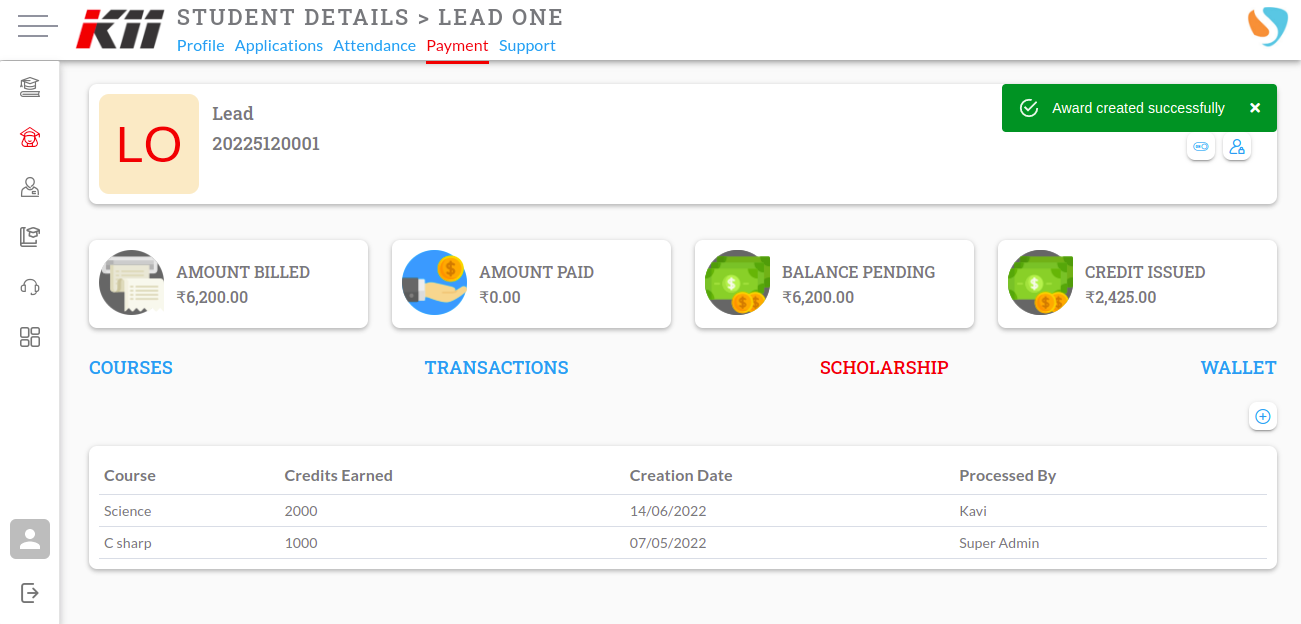 KII
STUDENT DETAILS > LEAD ONE
Profile Applications Attendance Payment Support
LO
Lead
20225120001
Award created successfully
AMOUNT BILLED
₹6,200.00
AMOUNT PAID
₹0.00
BALANCE PENDING
₹6,200.00
CREDIT ISSUED
₹2,425.00
COURSES TRANSACTIONS SCHOLARSHIP WALLET
Course Credits Earned Creation Date Processed By
Science 2000 14/06/2022 Kavi
C sharp 1000 07/05/2022 Super Admin